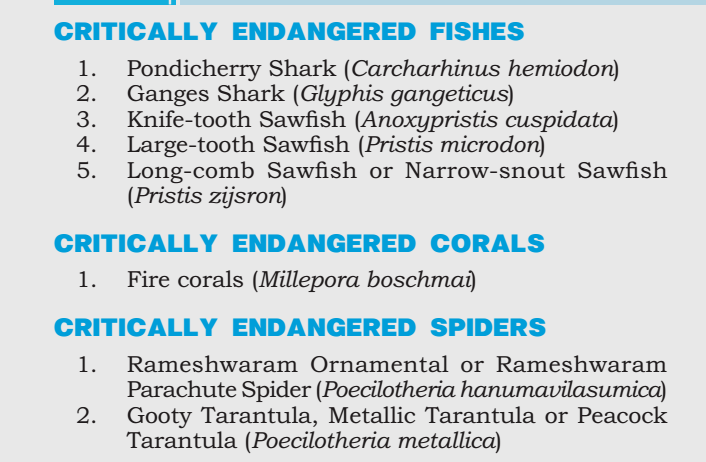 CRITICALLY ENDANGERED FISHES
1. Pondicherry Shark (Carcharhinus hemiodon)
2. Ganges Shark (Glyphis gangeticus)
3. Knife-tooth Sawfish (Anoxypristis cuspidata)
4. Large-tooth Sawfish (Pristis microdon)
5. Long-comb Sawfish or Narrow-snout Sawfish
(Pristis zijsron)
CRITICALLY ENDANGERED CORALS
1. Fire corals (Millepora boschmai)
CRITICALLY ENDANGERED SPIDERS
1. Rameshwaram Ornamental or Rameshwaram
Parachute Spider (Poecilotheria hanumavilasumica)
2. Gooty Tarantula, Metallic Tarantula or Peacock
Tarantula (Poecilotheria metallica)